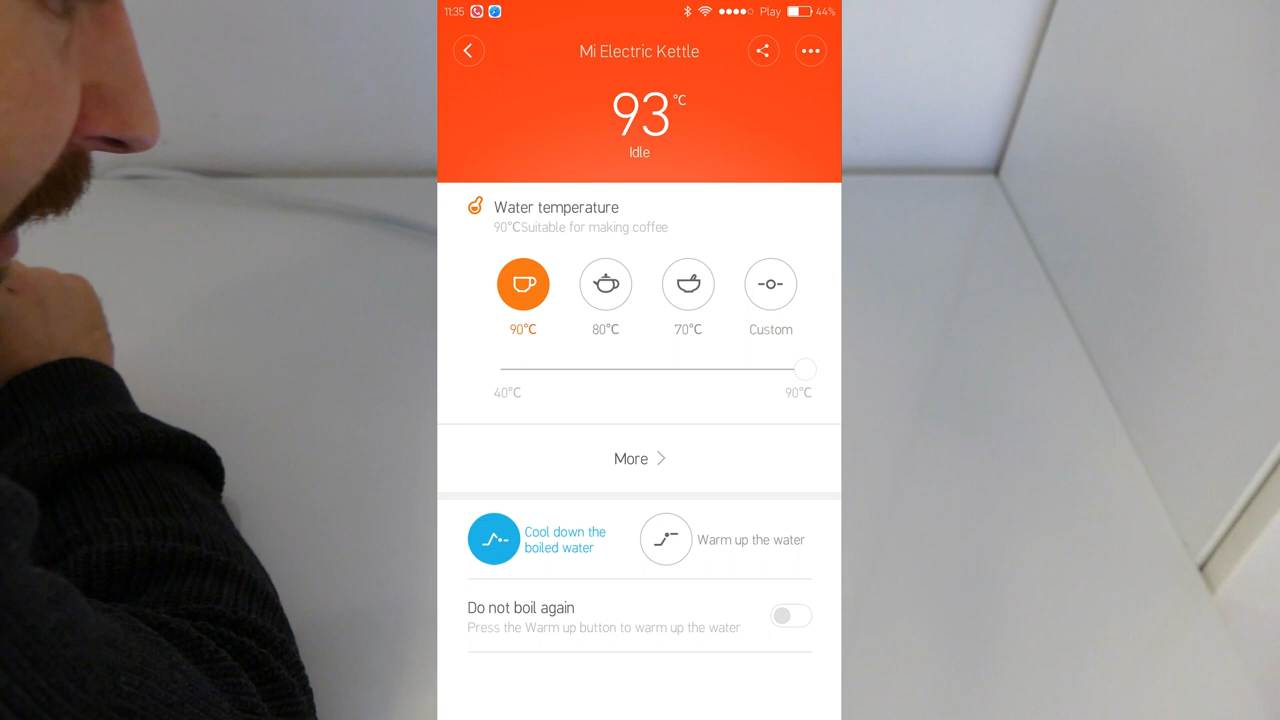 11:35 Play 44%
Mi Electric Kettle
93 °C
Idle
Water temperature
90°CSuitable for making coffee
90°C 80°C 70°C Custom
40°C 90°C
More
Cool down the
boiled water
Warm up the water
Do not boil again
Press the Warm up button to warm up the water